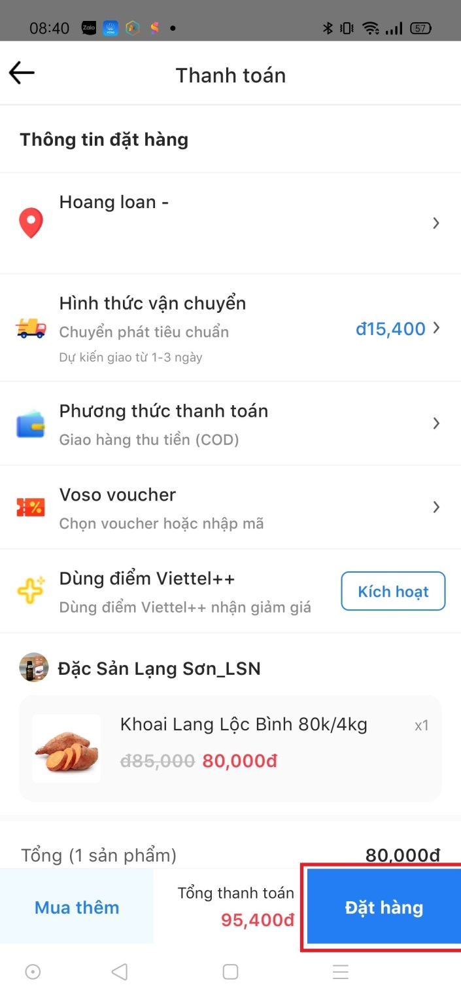 08:40 Zalo 57
Thanh toán
Thông tin đặt hàng
Hoang loan -
Hình thức vận chuyển
Chuyển phát tiêu chuẩn
đ15,400
Dự kiến giao từ 1-3 ngày
Phương thức thanh toán
Giao hàng thu tiền (COD)
Voso voucher
Chọn voucher hoặc nhập mã
Dùng điểm Viettel++
Dùng điểm Viettel++ nhận giảm giá
Kích hoạt
Đặc Sản Lạng Sơn_LSN
Khoai Lang Lộc Bình 80k/4kg x1
đ85,000 80,000đ
Tổng (1 sản phẩm) 80,000đ
Mua thêm
Tổng thanh toán
95,400đ
Đặt hàng